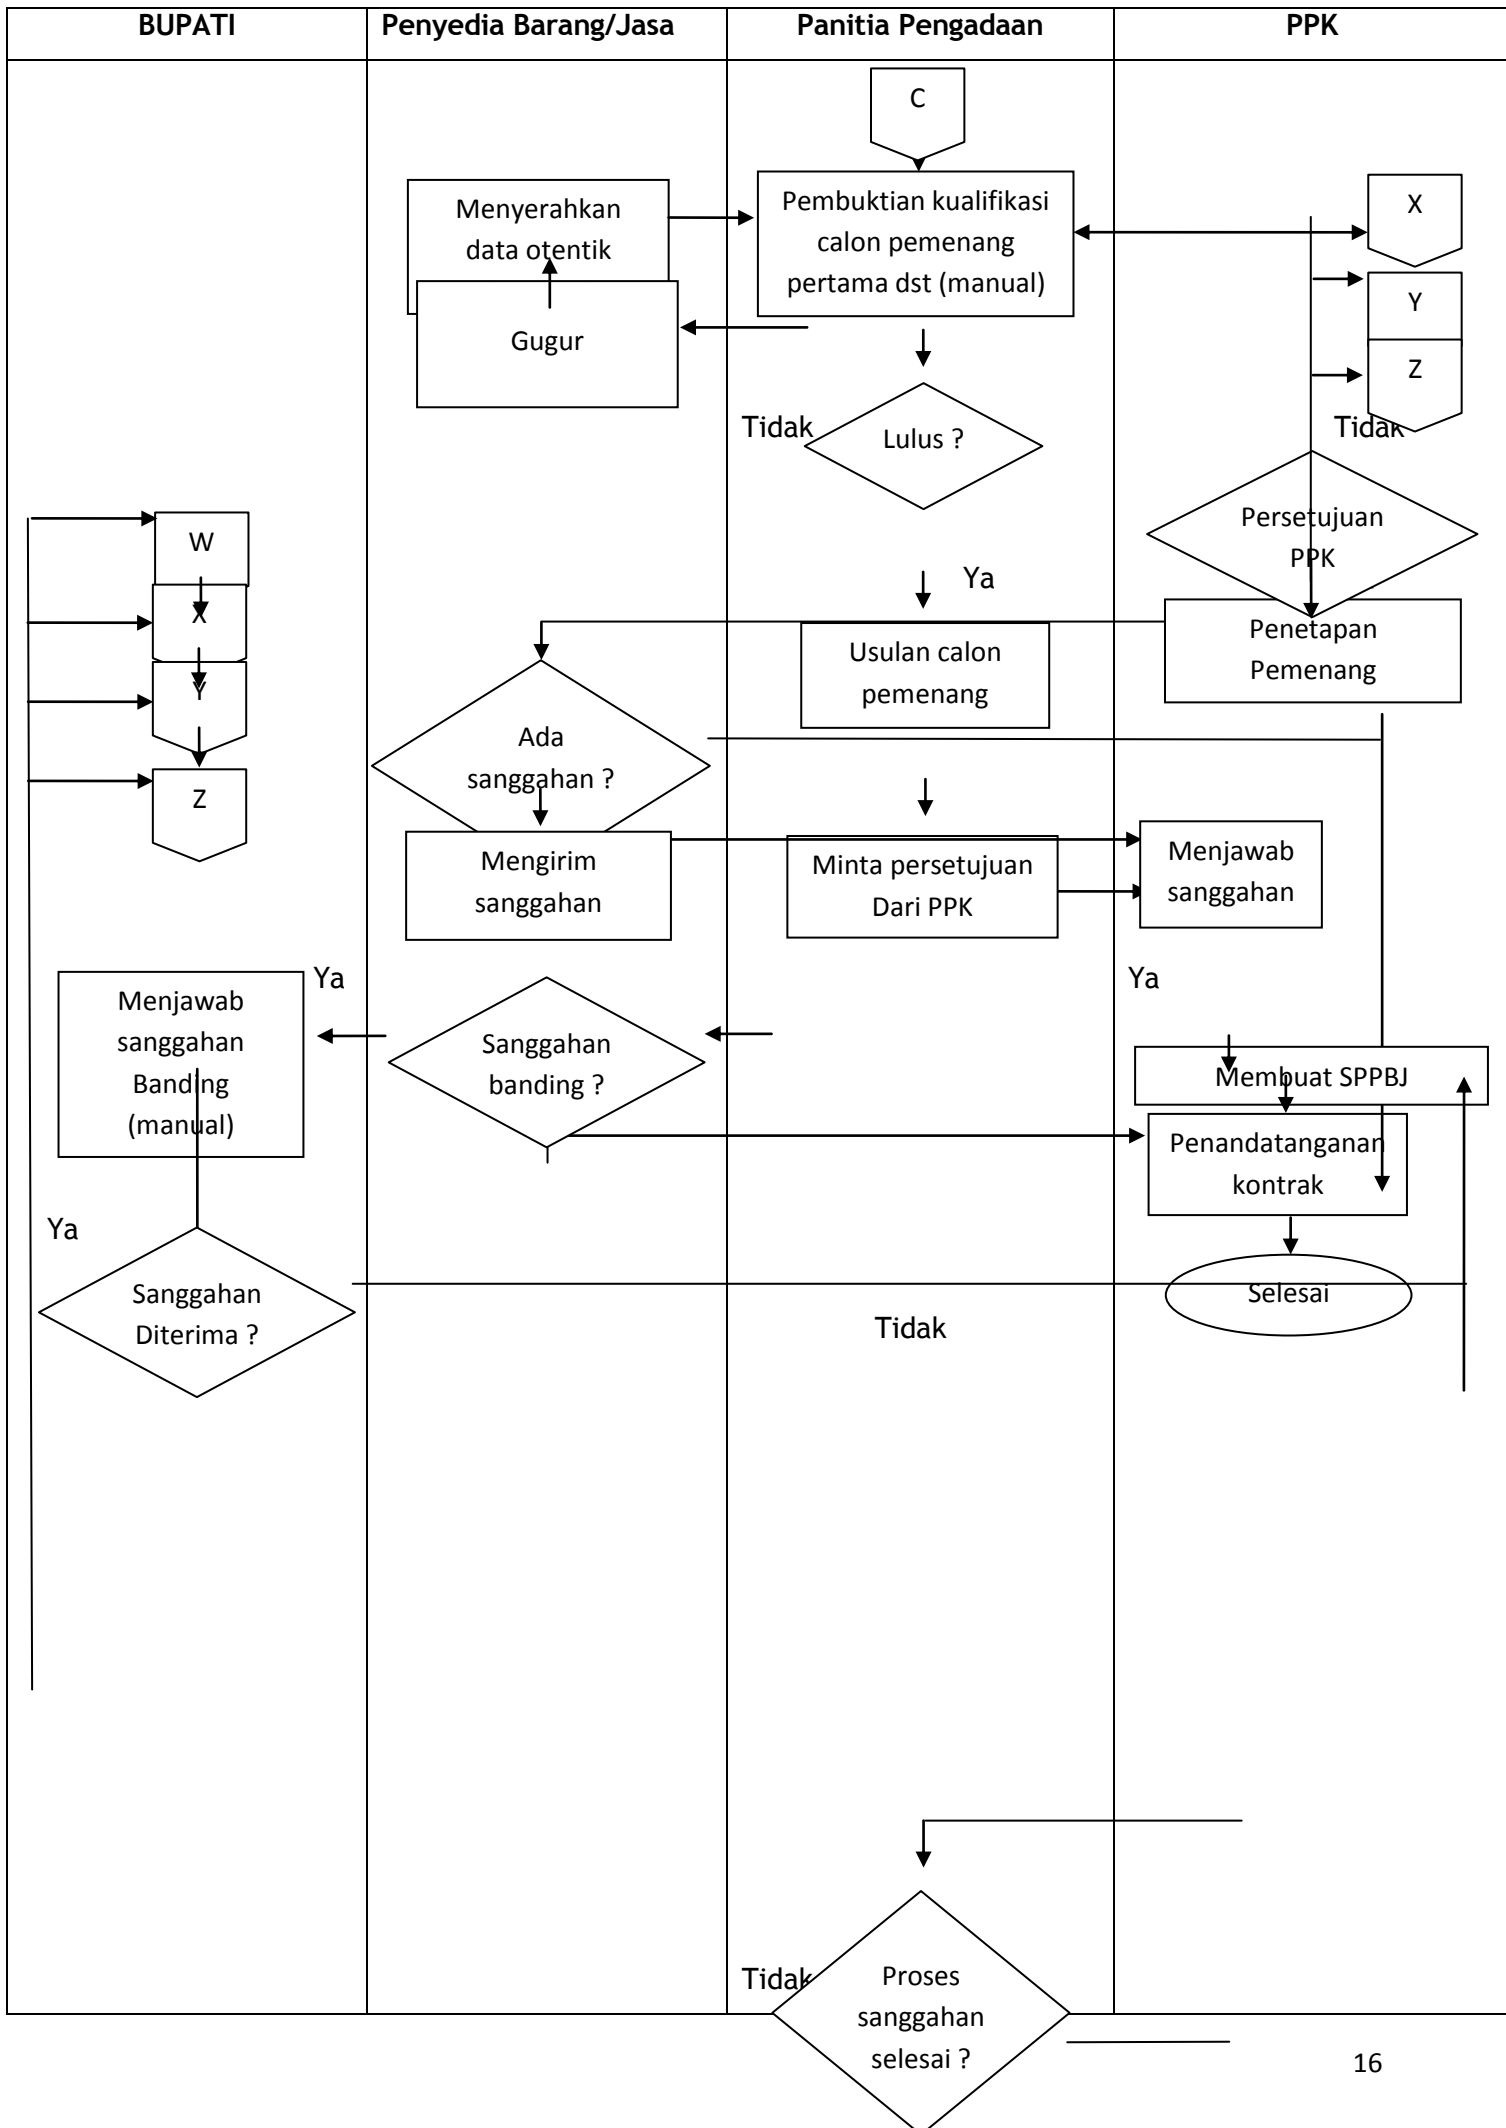 BUPATI
Penyedia Barang/Jasa
Panitia Pengadaan
PPK
C
Menyerahkan
data otentik
Pembuktian kualifikasi
calon pemenang
pertama dst (manual)
X
Y
Z
Gugur
Tidak
Lulus ?
Tidak
Persetujuan
PPK
W
X
Y
Z
Ya
Usulan calon
pemenang
Penetapan
Pemenang
Ada
sanggahan ?
Mengirim
sanggahan
Minta persetujuan
Dari PPK
Menjawab
sanggahan
Ya
Ya
Menjawab
sanggahan
Banding
(manual)
Sanggahan
banding ?
Membuat SPPBJ
Penandatanganan
kontrak
Ya
Sanggahan
Diterima ?
Selesai
Tidak
Tidak
Proses
sanggahan
selesai ?
16